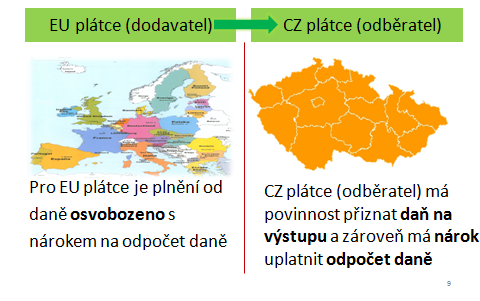 EU plátce (dodavatel)
CZ plátce (odběratel)
Pro EU plátce je plnění od
daně osvobozeno s
nárokem na odpočet daně
CZ plátce (odběratel) má
povinnost přiznat daň na
výstupu a zároveň má nárok
uplatnit odpočet daně
9